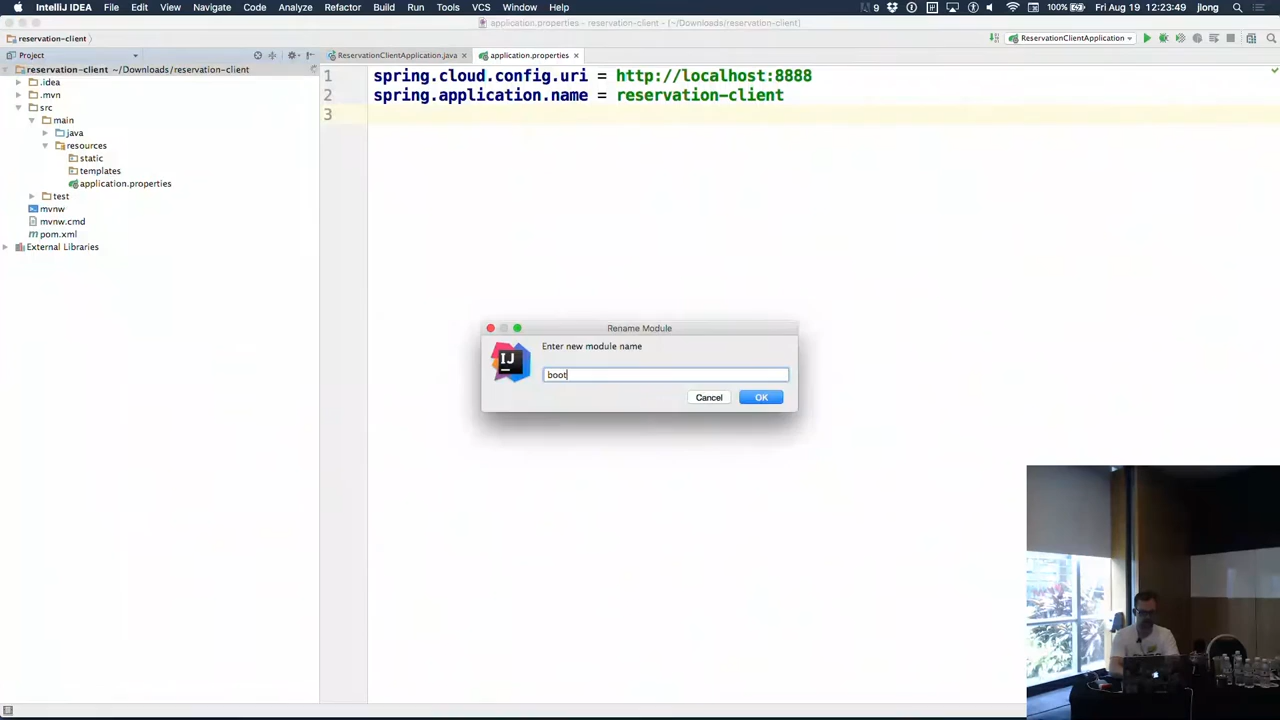 IntelliJ IDEA File Edit View Navigate Code Analyze Refactor Build Run Tools VCS Window Help 9 100% Fri Aug 19 12:23:49 jlong
application.properties - reservation-client - [~/Downloads/reservation-client]
reservation-client ReservationClientApplication
Project ReservationClientApplication.java application.properties
reservation-client ~/Downloads/reservation-client
.idea
.mvn
src
main
java
resources
static
templates
application.properties
test
mvnw
mvnw.cmd
pom.xml
External Libraries
1 spring.cloud.config.uri = http://localhost:8888
2 spring.application.name = reservation-client
3
Rename Module
Enter new module name
IJ
boot
Cancel OK